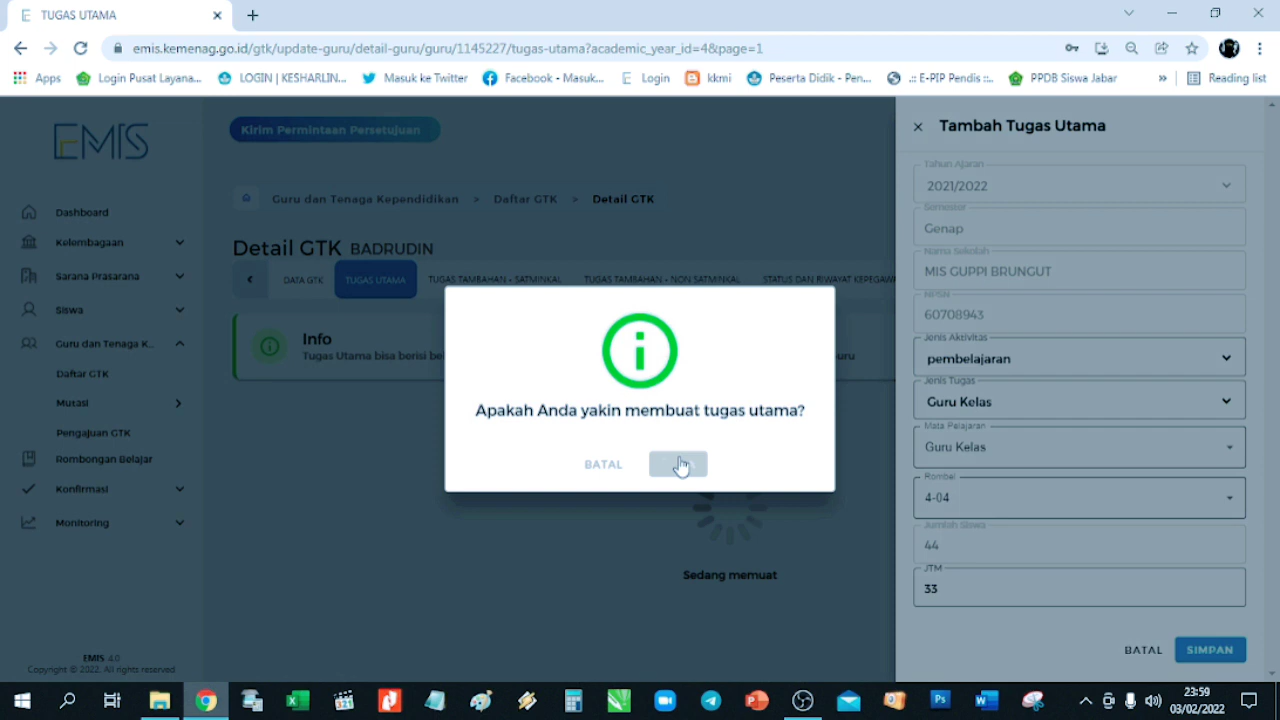 TUGAS UTAMA
emis.kemenag.go.id/gtk/update-guru/detail-guru/guru/1145227/tugas-utama?academic_year_id=4&page=1
Apps
Login Pusat Layana...
LOGIN | KESHARLIN...
Masuk ke Twitter
Facebook - Masuk...
Login
kkmi
Peserta Didik - Pen...
.:: E-PIP Pendis ::..
PPDB Siswa Jabar
»
Reading list
EMIS
Dashboard
Kelembagaan
Sarana Prasarana
Siswa
Guru dan Tenaga K...
Daftar GTK
Mutasi
Pengajuan GTK
Rombongan Belajar
Konfirmasi
Monitoring
EMIS 4.0
Copyright © 2022. All rights reserved
Kirim Permintaan Persetujuan
Guru dan Tenaga Kependidikan > Daftar GTK > Detail GTK
Detail GTK BADRUDIN
DATA GTK
TUGAS UTAMA
TUGAS TAMBAHAN - SATMINKAL
TUGAS TAMBAHAN - NON SATMINKAL
STATUS DAN RIWAYAT KEPEGAW
Info
Tugas Utama bisa berisi be
uru
Apakah Anda yakin membuat tugas utama?
BATAL
Sedang memuat
Tambah Tugas Utama
Tahun Ajaran
2021/2022
Semester
Genap
Nama Sekolah
MIS GUPPI BRUNGUT
NPSN
60708943
Jenis Aktivitas
pembelajaran
Jenis Tugas
Guru Kelas
Mata Pelajaran
Guru Kelas
Rombel
4-04
Jumlah Siswa
44
JTM
33
BATAL
SIMPAN
23:59
03/02/2022